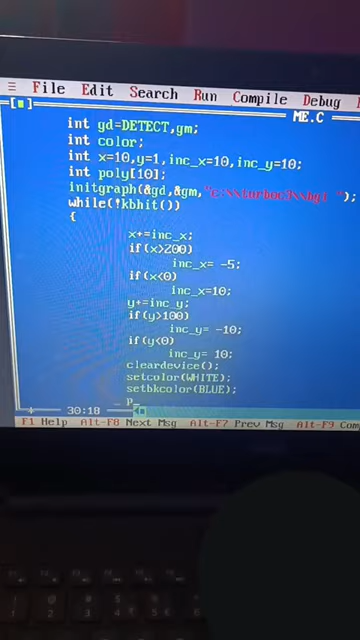 ≡ File Edit Search Run Compile Debug
[■] ME.C
int gd=DETECT,gm;
int color;
int x=10,y=1,inc_x=10,inc_y=10;
int poly[10];
initgraph(&gd,&gm,"c:\\turboc3\\bgi ");
while(!kbhit())
{
x+=inc_x;
if(x>200)
inc_x= -5;
if(x<0)
inc_x=10;
y+=inc_y;
if(y>100)
inc_y= -10;
if(y<0)
inc_y= 10;
cleardevice();
setcolor(WHITE);
setbkcolor(BLUE);
p_
30:18
F1 Help Alt-F8 Next Msg Alt-F7 Prev Msg Alt-F9 Com